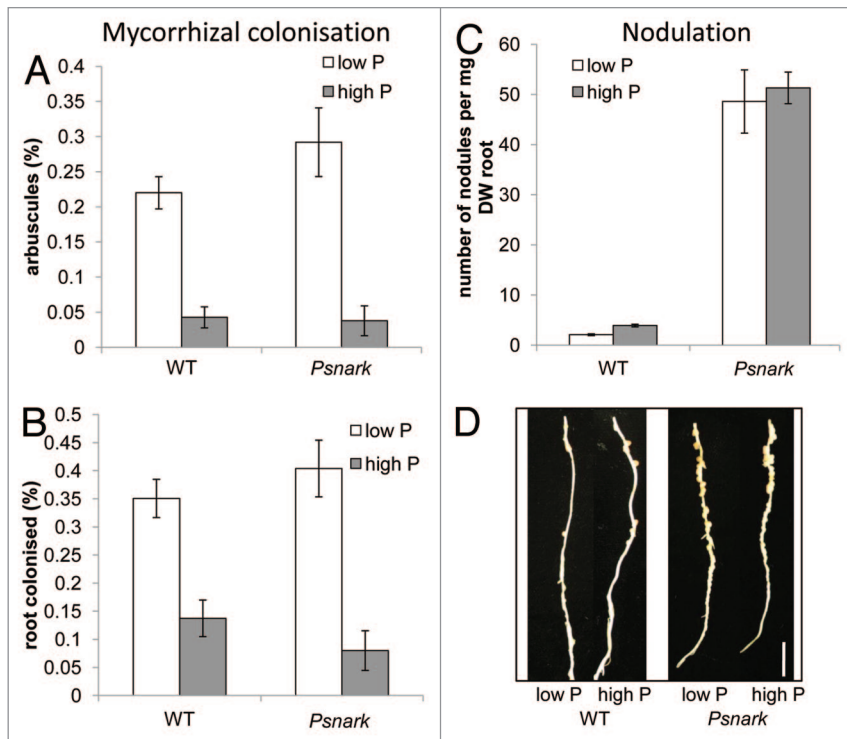 Mycorrhizal colonisation
A
low P
high P
arbuscules (%)
0.4
0.35
0.3
0.25
0.2
0.15
0.1
0.05
0
WT
Psnark
B
low P
high P
root colonised (%)
0.5
0.45
0.4
0.35
0.3
0.25
0.2
0.15
0.1
0.05
0
WT
Psnark
Nodulation
C
low P
high P
number of nodules per mg
DW root
60
50
40
30
20
10
0
WT
Psnark
D
low P high P low P high P
WT Psnark